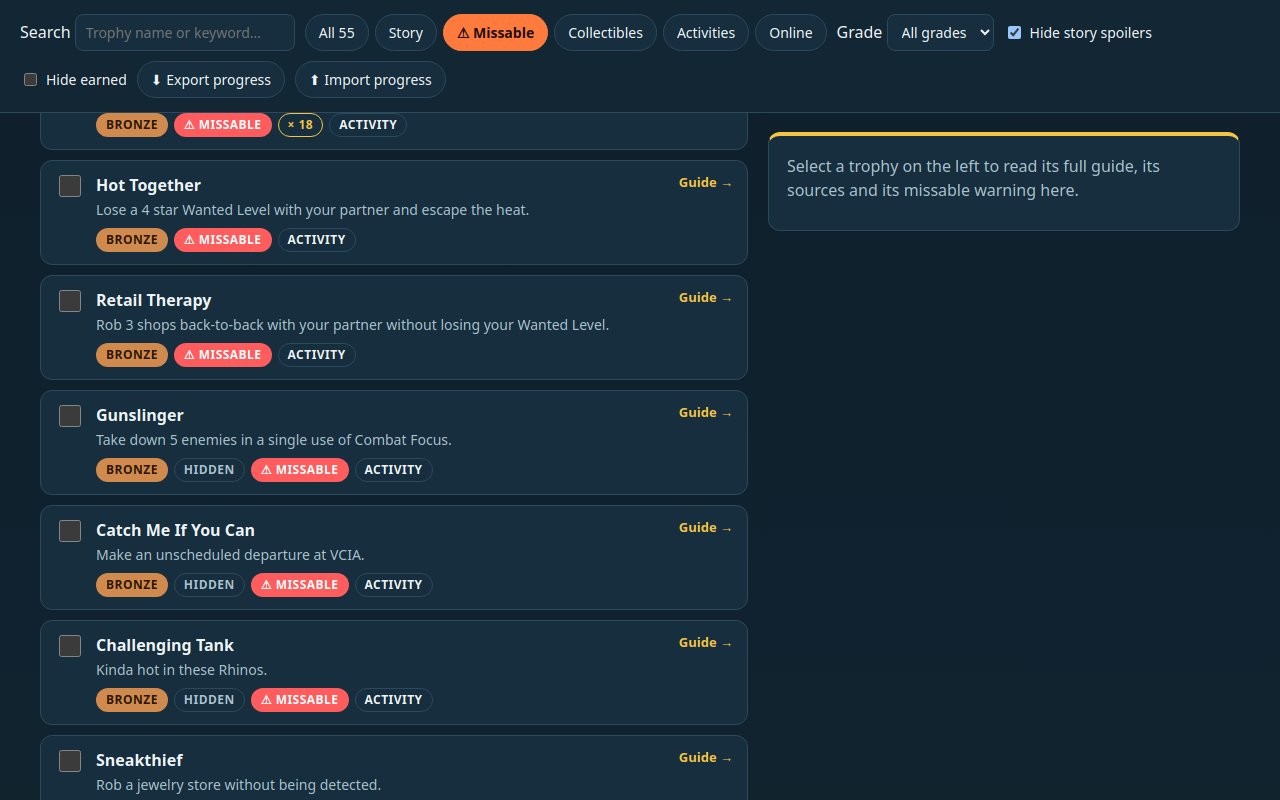 Search Trophy name or keyword... All 55 Story ⚠ Missable Collectibles Activities Online Grade All grades Hide story spoilers
Hide earned ⬇ Export progress ⬆ Import progress
BRONZE ⚠ MISSABLE × 18 ACTIVITY
Hot Together Guide →
Lose a 4 star Wanted Level with your partner and escape the heat.
BRONZE ⚠ MISSABLE ACTIVITY
Retail Therapy Guide →
Rob 3 shops back-to-back with your partner without losing your Wanted Level.
BRONZE ⚠ MISSABLE ACTIVITY
Gunslinger Guide →
Take down 5 enemies in a single use of Combat Focus.
BRONZE HIDDEN ⚠ MISSABLE ACTIVITY
Catch Me If You Can Guide →
Make an unscheduled departure at VCIA.
BRONZE HIDDEN ⚠ MISSABLE ACTIVITY
Challenging Tank Guide →
Kinda hot in these Rhinos.
BRONZE HIDDEN ⚠ MISSABLE ACTIVITY
Sneakthief Guide →
Rob a jewelry store without being detected.
Select a trophy on the left to read its full guide, its
sources and its missable warning here.